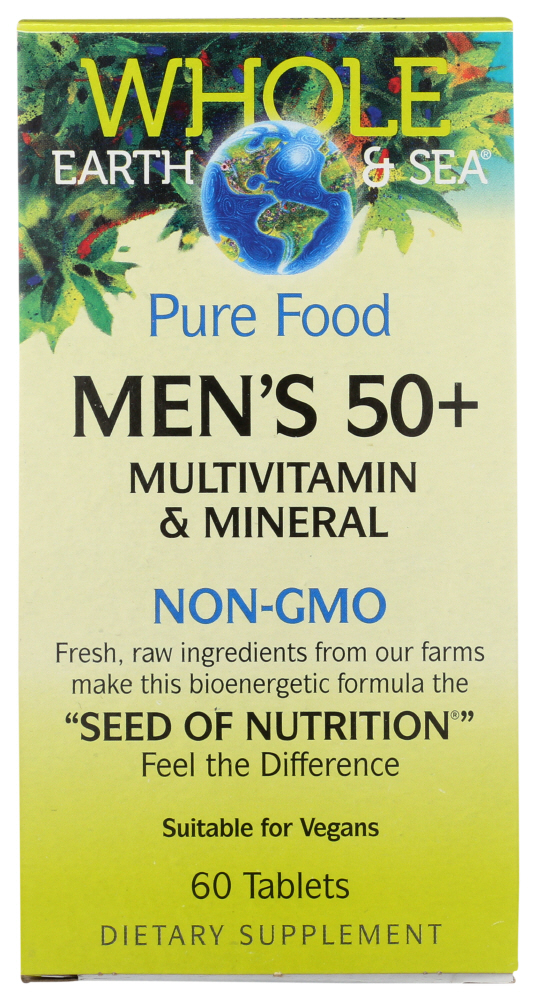 WHOLE
EARTH & SEA®
Pure Food
MEN'S 50+
MULTIVITAMIN
& MINERAL
NON-GMO
Fresh, raw ingredients from our farms
make this bioenergetic formula the
“SEED OF NUTRITION®”
Feel the Difference
Suitable for Vegans
60 Tablets
DIETARY SUPPLEMENT